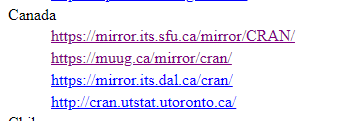 Canada
https://mirror.its.sfu.ca/mirror/CRAN/
https://muug.ca/mirror/cran/
https://mirror.its.dal.ca/cran/
http://cran.utstat.utoronto.ca/